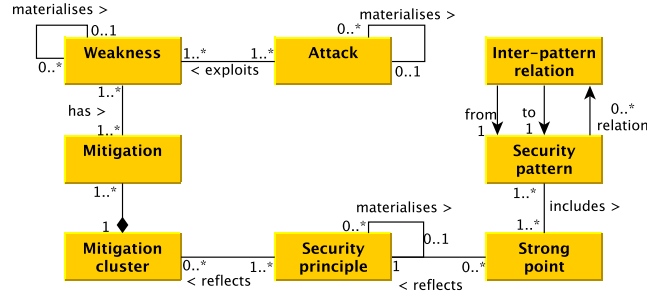 materialises >
0..1
0..*
Weakness
1..*
1..*
< exploits
Attack
materialises >
0..*
0..1
Inter-pattern
relation
from
1
to
1
0..*
relation
1..*
has >
1..*
Mitigation
Security
pattern
1..*
1
1..*
includes >
1..*
materialises >
0..*
0..1
Mitigation
cluster
0..*
1..*
< reflects
Security
principle
1
0..*
< reflects
Strong
point